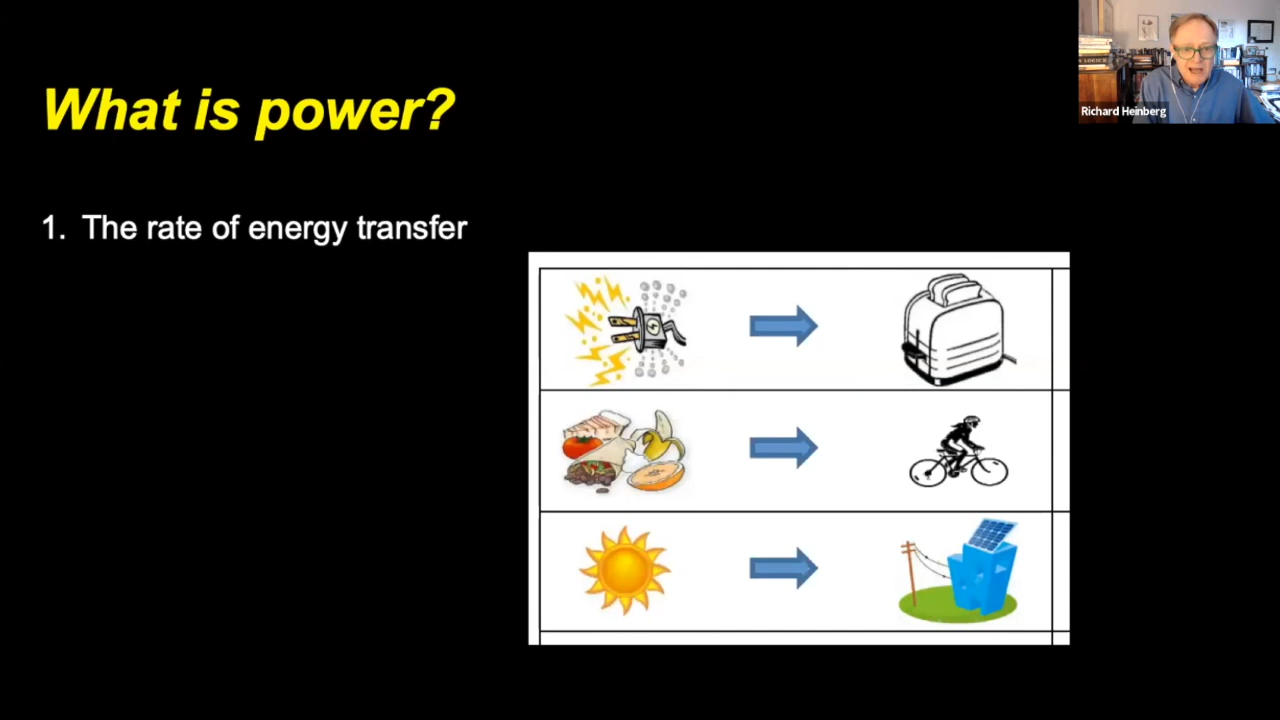 What is power?
1. The rate of energy transfer
Richard Heinberg